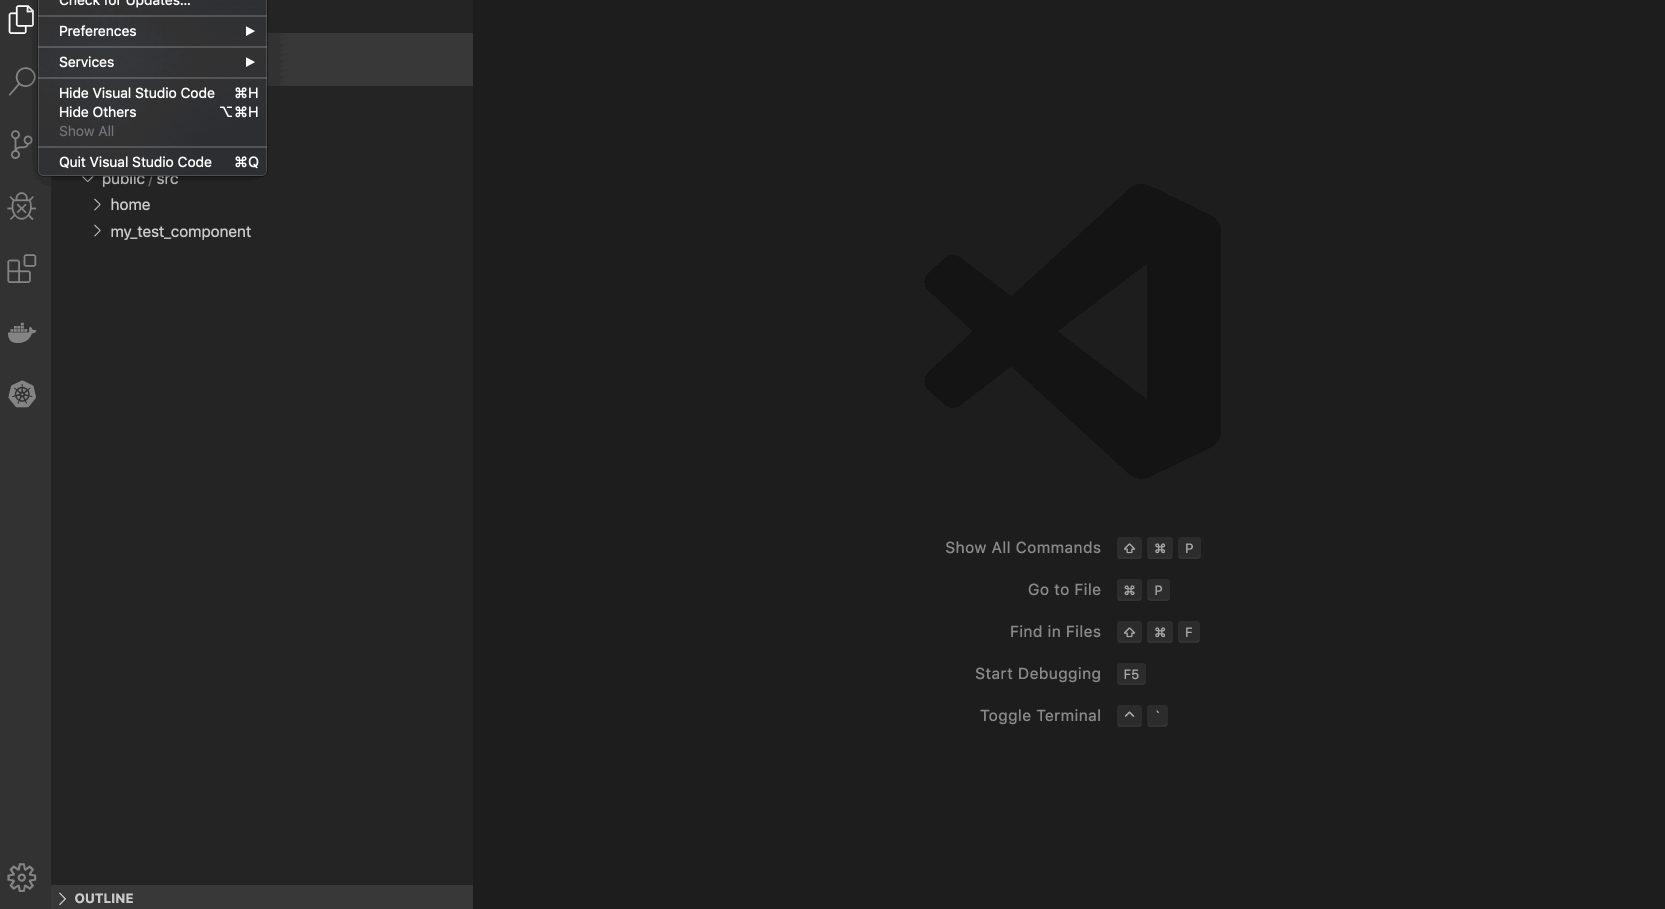 Check for Updates...
Preferences ▶
Services ▶
Hide Visual Studio Code ⌘H
Hide Others ⌥⌘H
Show All
Quit Visual Studio Code ⌘Q
public / src
home
my_test_component
Show All Commands ⇧ ⌘ P
Go to File ⌘ P
Find in Files ⇧ ⌘ F
Start Debugging F5
Toggle Terminal ^ `
OUTLINE